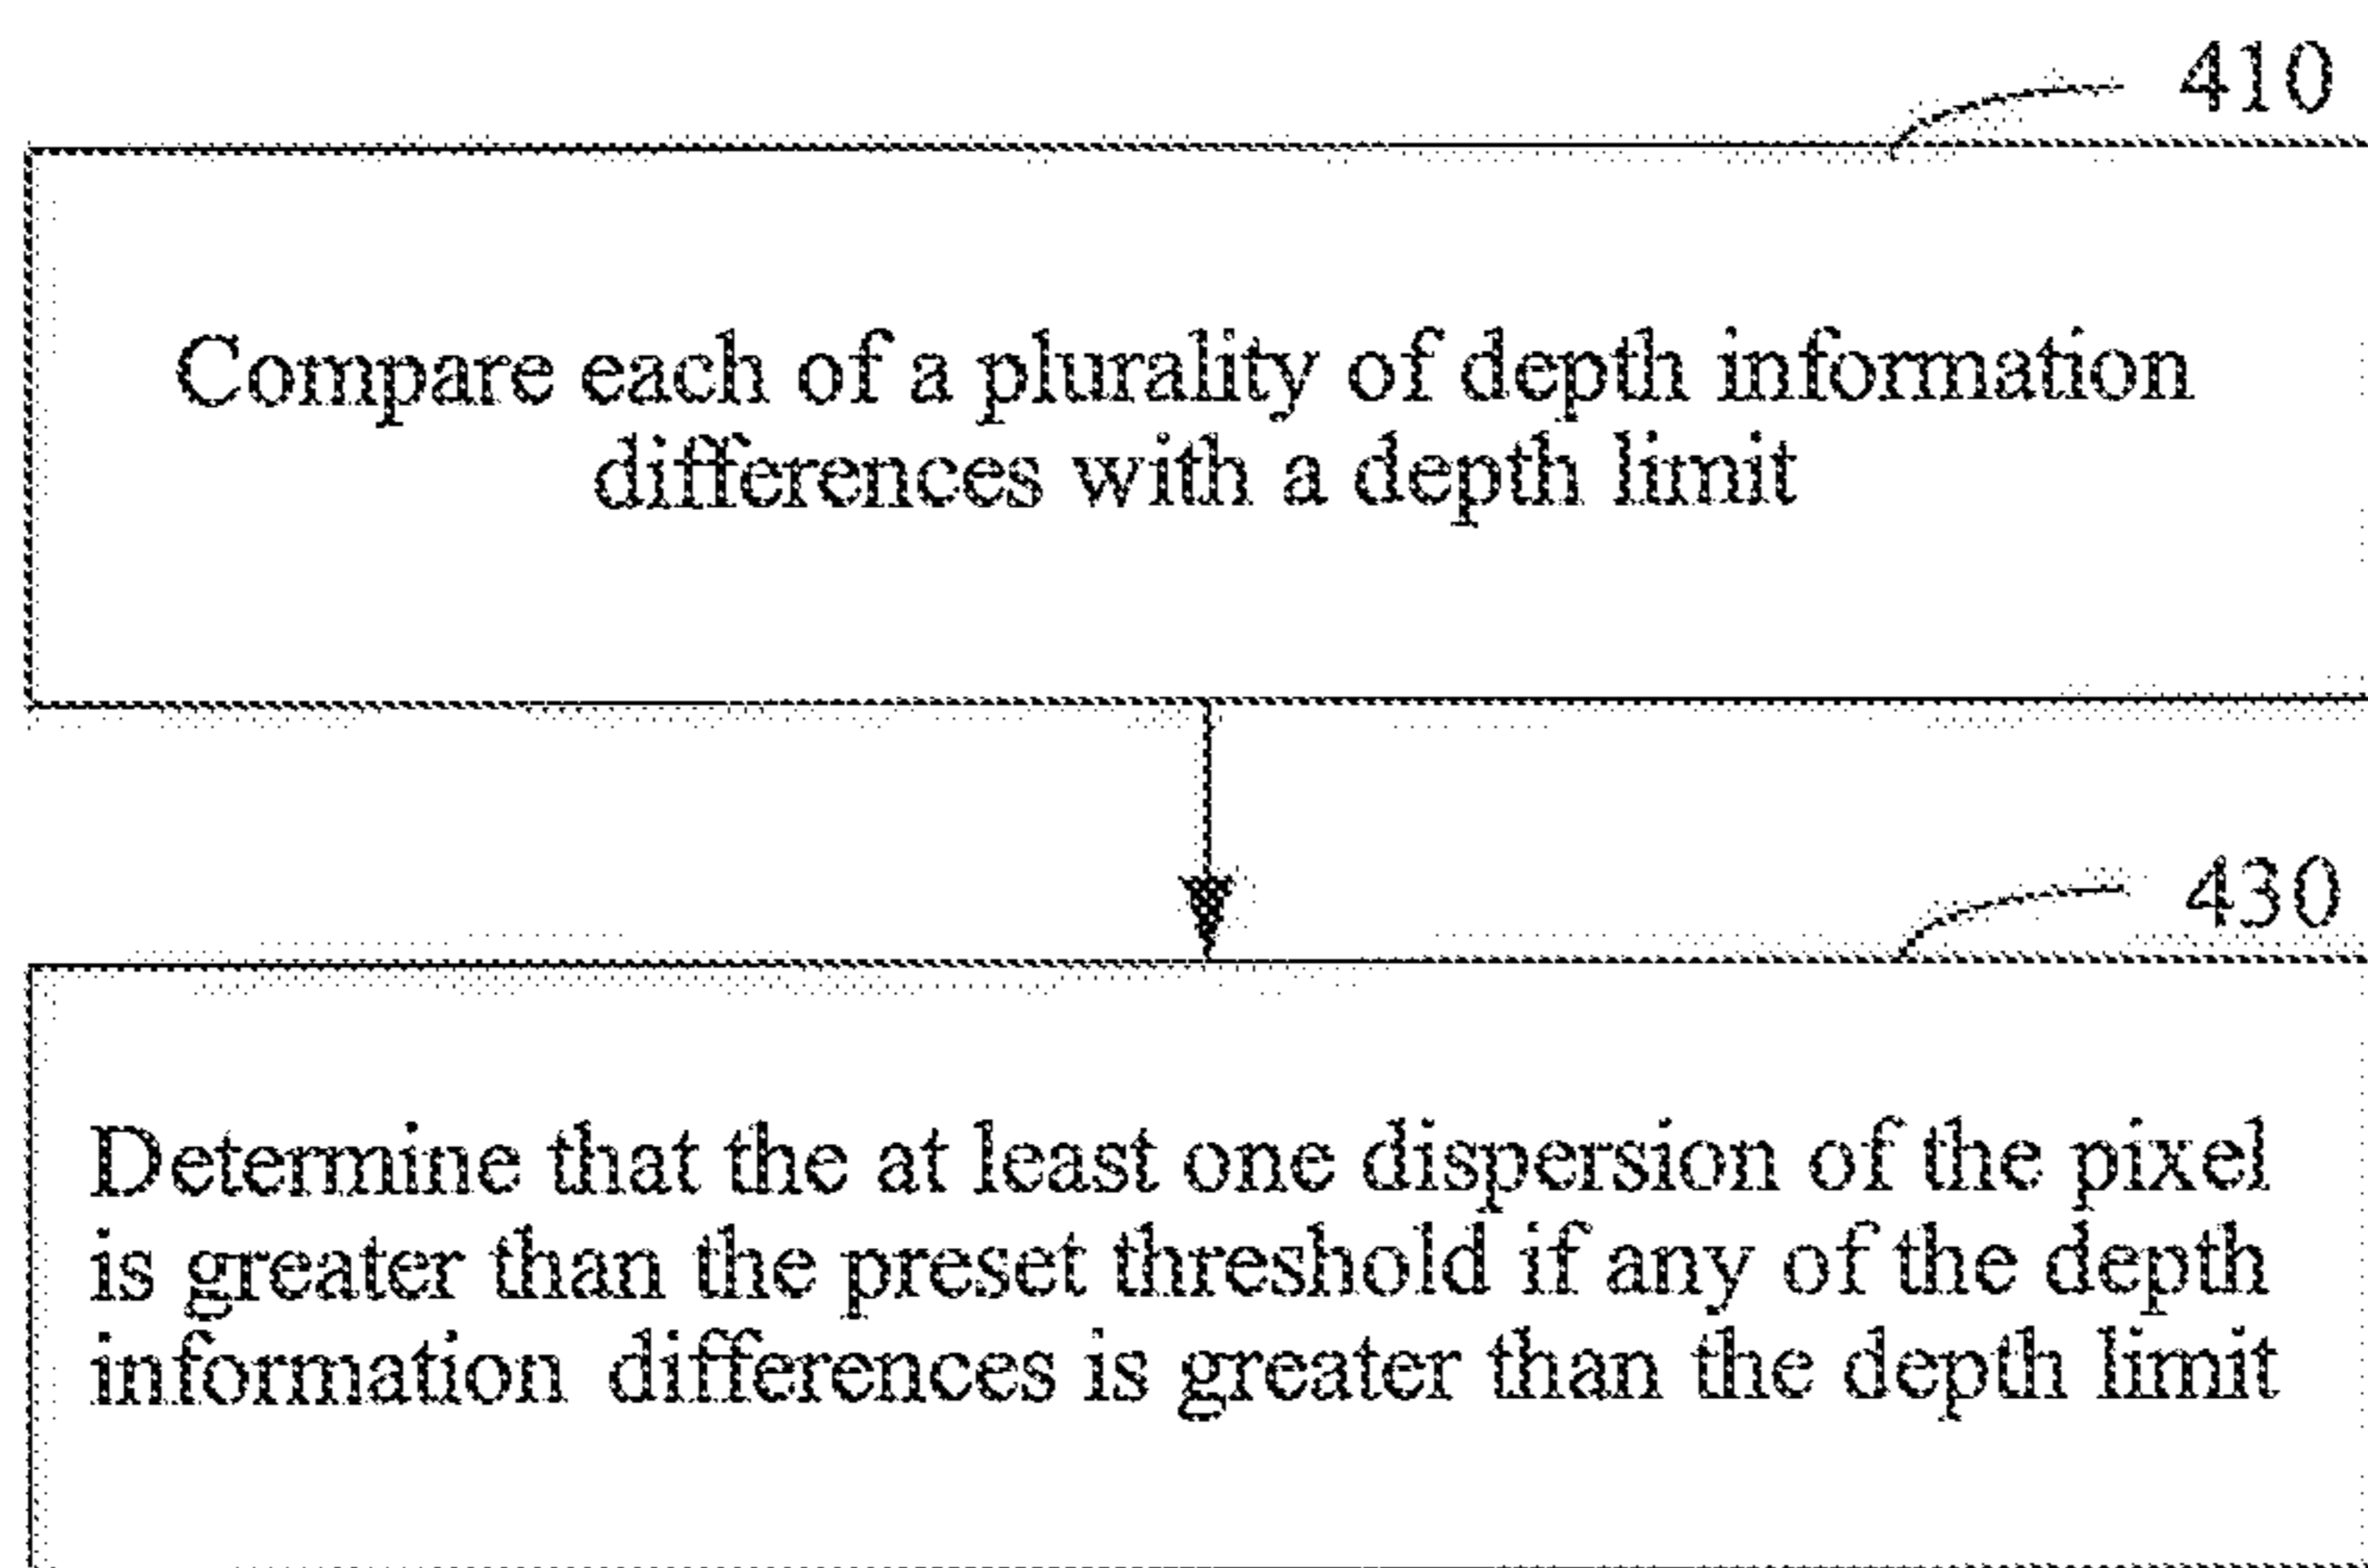 410
Compare each of a plurality of depth information
differences with a depth limit
430
Determine that the at least one dispersion of the pixel
is greater than the preset threshold if any of the depth
information differences is greater than the depth limit